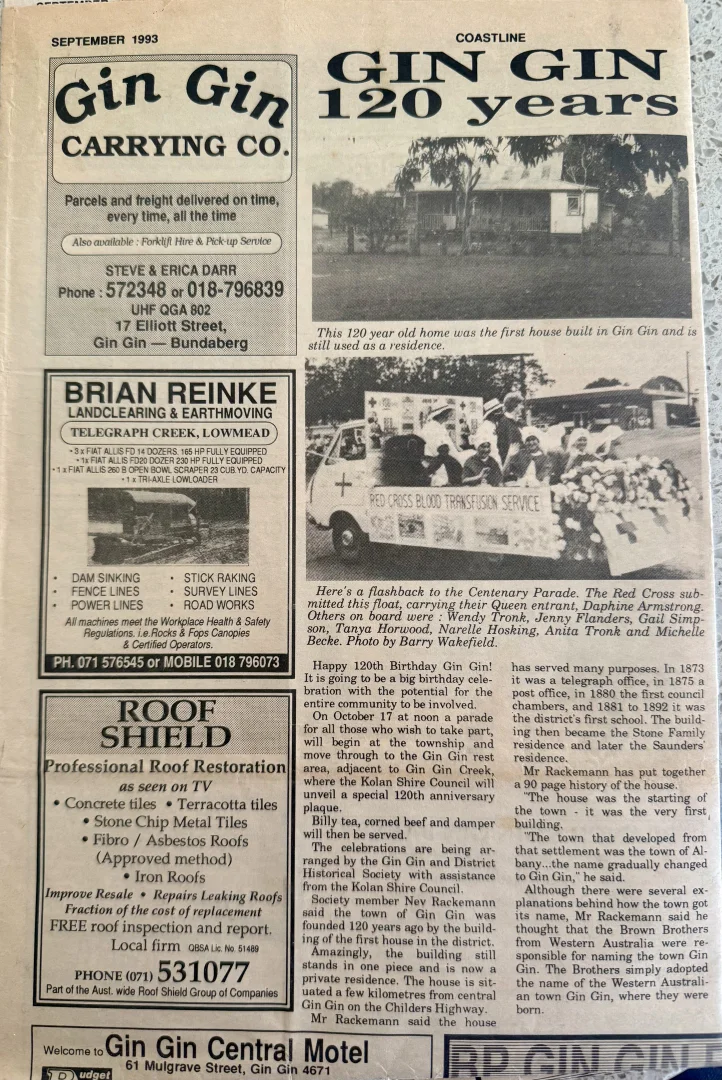 SEPTEMBER 1993
COASTLINE
Gin Gin
CARRYING CO.
Parcels and freight delivered on time,
every time, all the time
Also available : Forklift Hire & Pick-up Service
STEVE & ERICA DARR
Phone : 572348 or 018-796839
UHF QGA 802
17 Elliott Street,
Gin Gin — Bundaberg
BRIAN REINKE
LANDCLEARING & EARTHMOVING
TELEGRAPH CREEK, LOWMEAD
• 3 x FIAT ALLIS FD 14 DOZERS. 165 HP FULLY EQUIPPED
• 1x FIAT ALLIS FD20 DOZER 230 HP FULLY EQUIPPED
• 1 x FIAT ALLIS 260 B OPEN BOWL SCRAPER 23 CUB.YD. CAPACITY
• 1 x TRI-AXLE LOWLOADER
• DAM SINKING • STICK RAKING
• FENCE LINES • SURVEY LINES
• POWER LINES • ROAD WORKS
All machines meet the Workplace Health & Safety
Regulations. i.e.Rocks & Fops Canopies
& Certified Operators.
PH. 071 576545 or MOBILE 018 796073
ROOF
SHIELD
Professional Roof Restoration
as seen on TV
• Concrete tiles • Terracotta tiles
• Stone Chip Metal Tiles
• Fibro / Asbestos Roofs
(Approved method)
• Iron Roofs
Improve Resale • Repairs Leaking Roofs
Fraction of the cost of replacement
FREE roof inspection and report.
Local firm QBSA Lic. No. 51489
PHONE (071) 531077
Part of the Aust. wide Roof Shield Group of Companies
GIN GIN
120 years
This 120 year old home was the first house built in Gin Gin and is
still used as a residence.
RED CROSS BLOOD TRANSFUSION SERVICE
Here's a flashback to the Centenary Parade. The Red Cross sub-
mitted this float, carrying their Queen entrant, Daphine Armstrong.
Others on board were : Wendy Tronk, Jenny Flanders, Gail Simp-
son, Tanya Horwood, Narelle Hosking, Anita Tronk and Michelle
Becke. Photo by Barry Wakefield.
Happy 120th Birthday Gin Gin!
It is going to be a big birthday cele-
bration with the potential for the
entire community to be involved.
On October 17 at noon a parade
for all those who wish to take part,
will begin at the township and
move through to the Gin Gin rest
area, adjacent to Gin Gin Creek,
where the Kolan Shire Council will
unveil a special 120th anniversary
plaque.
Billy tea, corned beef and damper
will then be served.
The celebrations are being ar-
ranged by the Gin Gin and District
Historical Society with assistance
from the Kolan Shire Council.
Society member Nev Rackemann
said the town of Gin Gin was
founded 120 years ago by the build-
ing of the first house in the district.
Amazingly, the building still
stands in one piece and is now a
private residence. The house is sit-
uated a few kilometres from central
Gin Gin on the Childers Highway.
Mr Rackemann said the house
has served many purposes. In 1873
it was a telegraph office, in 1875 a
post office, in 1880 the first council
chambers, and 1881 to 1892 it was
the district's first school. The build-
ing then became the Stone Family
residence and later the Saunders'
residence.
Mr Rackemann has put together
a 90 page history of the house.
"The house was the starting of
the town - it was the very first
building.
"The town that developed from
that settlement was the town of Al-
bany...the name gradually changed
to Gin Gin," he said.
Although there were several ex-
planations behind how the town got
its name, Mr Rackemann said he
thought that the Brown Brothers
from Western Australia were re-
sponsible for naming the town Gin
Gin. The Brothers simply adopted
the name of the Western Australi-
an town Gin Gin, where they were
born.
Welcome to Gin Gin Central Motel
Budget 61 Mulgrave Street, Gin Gin 4671
BP GIN GIN